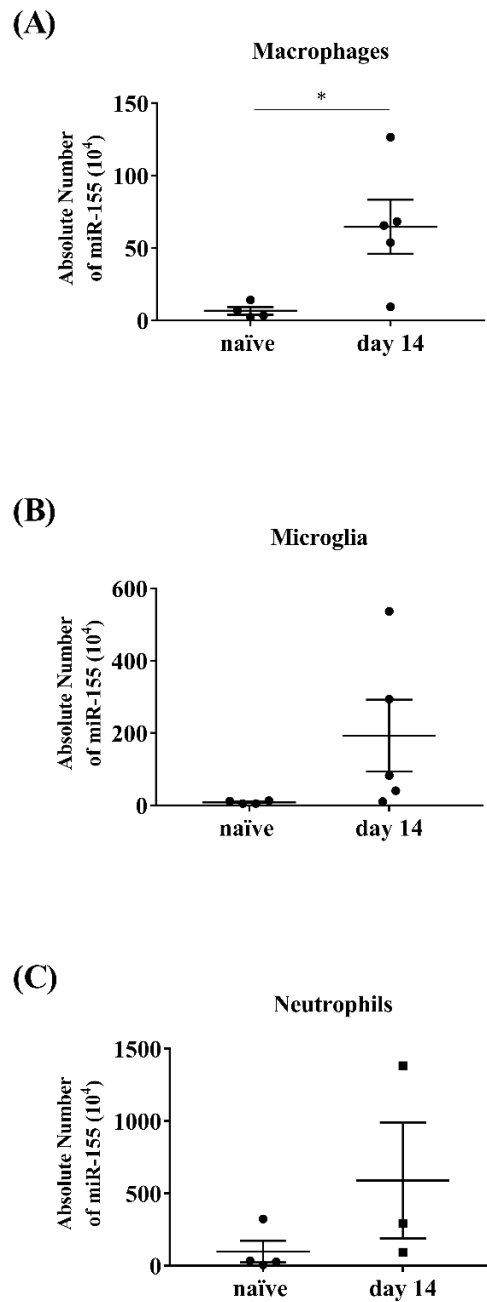 (A)
Macrophages
*
Absolute Number
of miR-155 (10⁴)
150
100
50
0
naïve
day 14
(B)
Microglia
Absolute Number
of miR-155 (10⁴)
600
400
200
0
naïve
day 14
(C)
Neutrophils
Absolute Number
of miR-155 (10⁴)
1500
1000
500
0
naïve
day 14